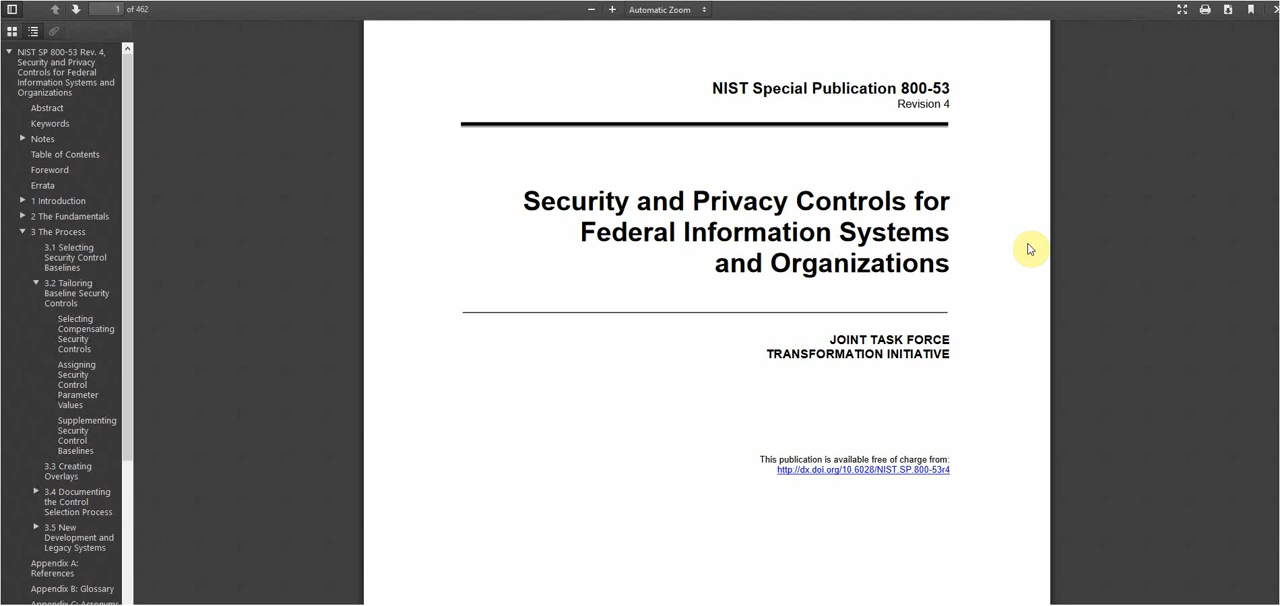 1 of 462
Automatic Zoom
NIST SP 800-53 Rev. 4,
Security and Privacy
Controls for Federal
Information Systems and
Organizations
Abstract
Keywords
Notes
Table of Contents
Foreword
Errata
1 Introduction
2 The Fundamentals
3 The Process
3.1 Selecting
Security Control
Baselines
3.2 Tailoring
Baseline Security
Controls
Selecting
Compensating
Security
Controls
Assigning
Security
Control
Parameter
Values
Supplementing
Security
Control
Baselines
3.3 Creating
Overlays
3.4 Documenting
the Control
Selection Process
3.5 New
Development and
Legacy Systems
Appendix A:
References
Appendix B: Glossary
Appendix C: Acronyms
NIST Special Publication 800-53
Revision 4
Security and Privacy Controls for
Federal Information Systems
and Organizations
JOINT TASK FORCE
TRANSFORMATION INITIATIVE
This publication is available free of charge from:
http://dx.doi.org/10.6028/NIST.SP.800-53r4